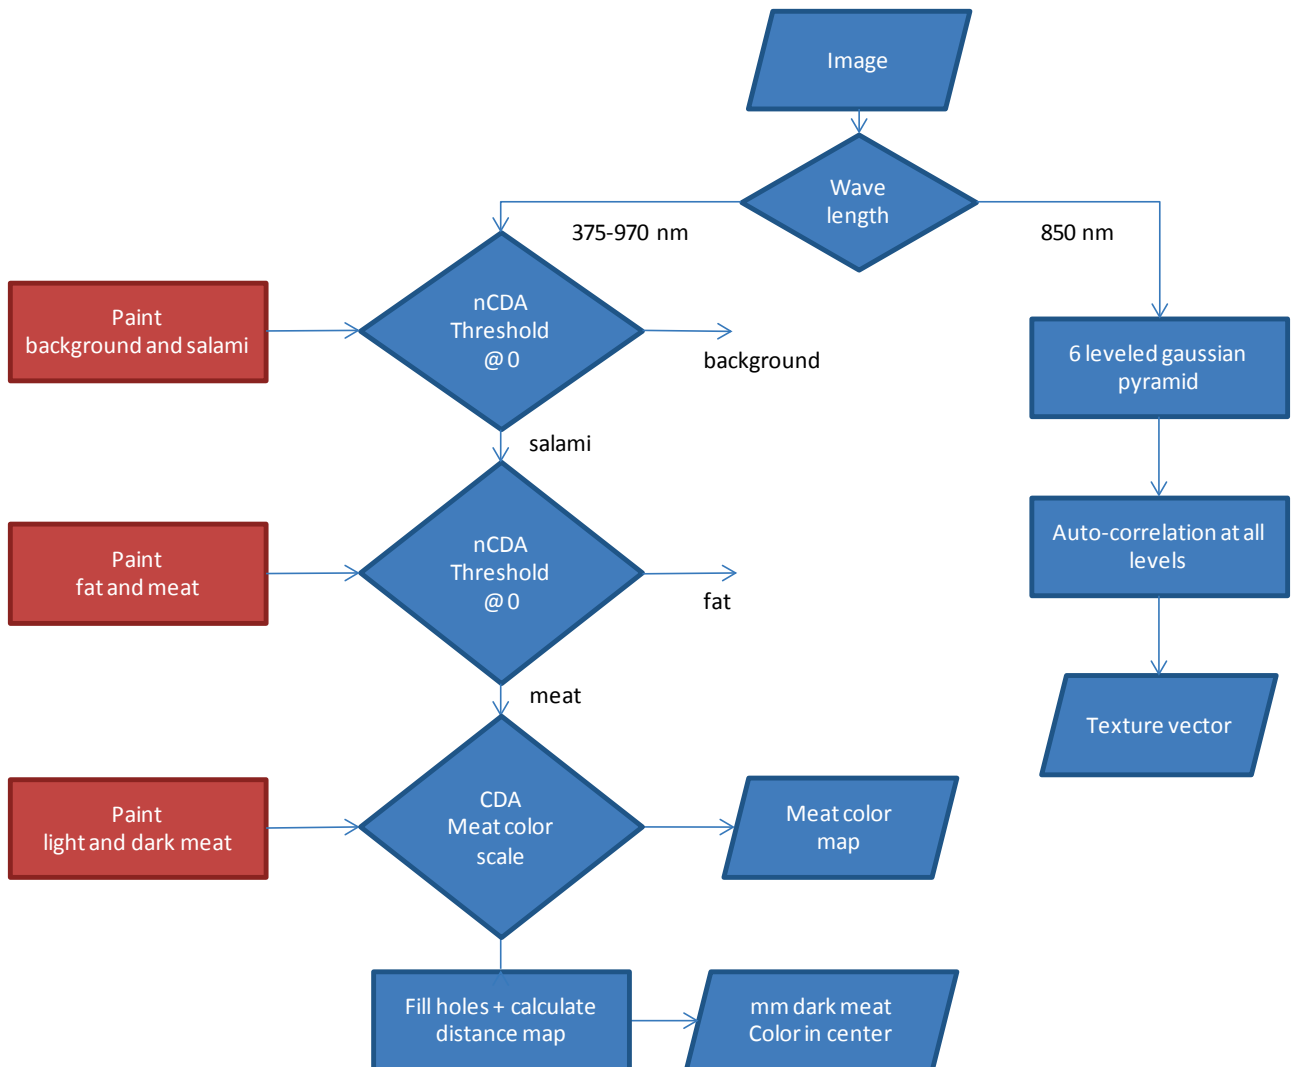 Image
Wave
length
375-970 nm
850 nm
Paint
background and salami
nCDA
Threshold
@ 0
background
6 leveled gaussian
pyramid
salami
Paint
fat and meat
nCDA
Threshold
@ 0
fat
Auto-correlation at all
levels
meat
Texture vector
Paint
light and dark meat
CDA
Meat color
scale
Meat color
map
Fill holes + calculate
distance map
mm dark meat
Color in center